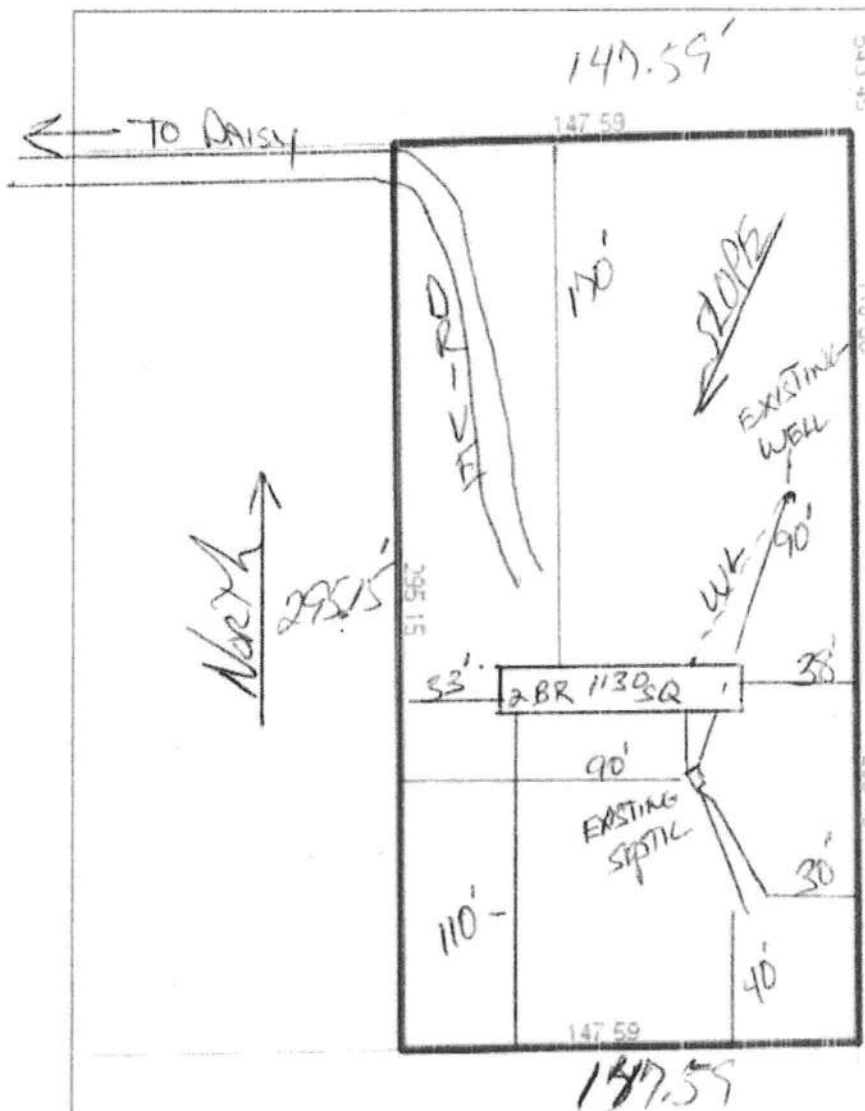 147.59'
147.59
TO DAISY
170'
DRIVE
SLOPE
EXISTING
WELL
90'
North
295.15'
295.15
WL
33'
2BR 1130 SQ '
38'
90'
EXISTING
SEPTIC
30'
110'
40'
147.59
147.59